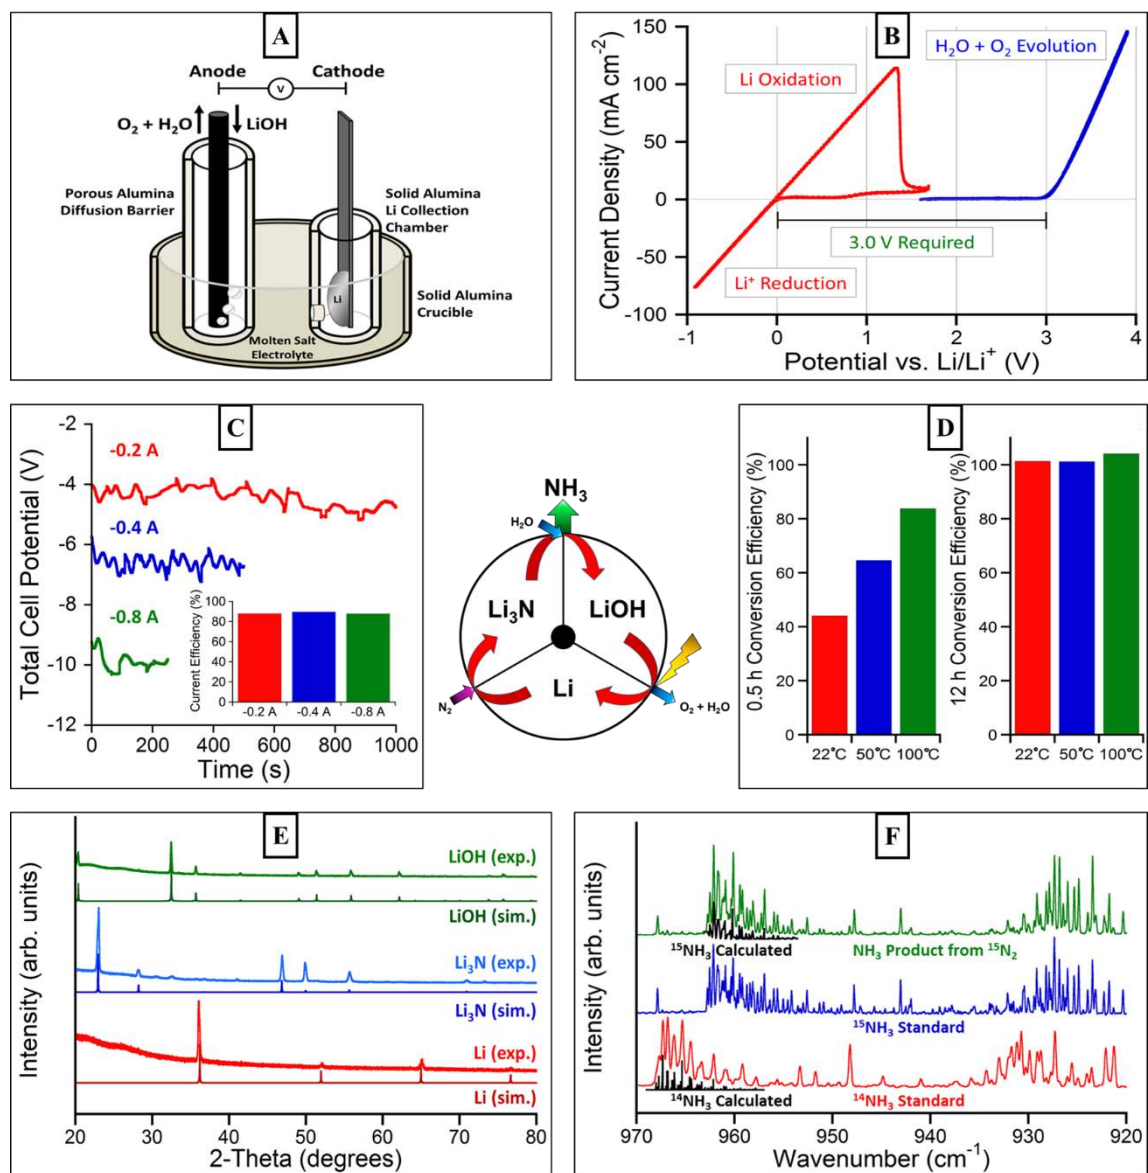 A
Anode
Cathode
V
O₂ + H₂O
LiOH
Porous Alumina
Diffusion Barrier
Solid Alumina
Li Collection
Chamber
Li
Solid Alumina
Crucible
Molten Salt
Electrolyte
B
Current Density (mA cm⁻²)
150
100
50
0
-50
-100
Li Oxidation
H₂O + O₂ Evolution
3.0 V Required
Li⁺ Reduction
-1 0 1 2 3 4
Potential vs. Li/Li⁺ (V)
C
Total Cell Potential (V)
-2
-4
-6
-8
-10
-12
-0.2 A
-0.4 A
-0.8 A
Current Efficiency (%)
100
80
60
40
20
0
-0.2 A -0.4 A -0.8 A
0 200 400 600 800 1000
Time (s)
NH₃
H₂O
Li₃N
LiOH
Li
N₂
O₂ + H₂O
D
0.5 h Conversion Efficiency (%)
100
80
60
40
20
0
22°C 50°C 100°C
12 h Conversion Efficiency (%)
100
80
60
40
20
0
22°C 50°C 100°C
E
Intensity (arb. units)
LiOH (exp.)
LiOH (sim.)
Li₃N (exp.)
Li₃N (sim.)
Li (exp.)
Li (sim.)
20 30 40 50 60 70 80
2-Theta (degrees)
F
Intensity (arb. units)
¹⁵NH₃ Calculated
NH₃ Product from ¹⁵N₂
¹⁵NH₃ Standard
¹⁴NH₃ Calculated
¹⁴NH₃ Standard
970 960 950 940 930 920
Wavenumber (cm⁻¹)